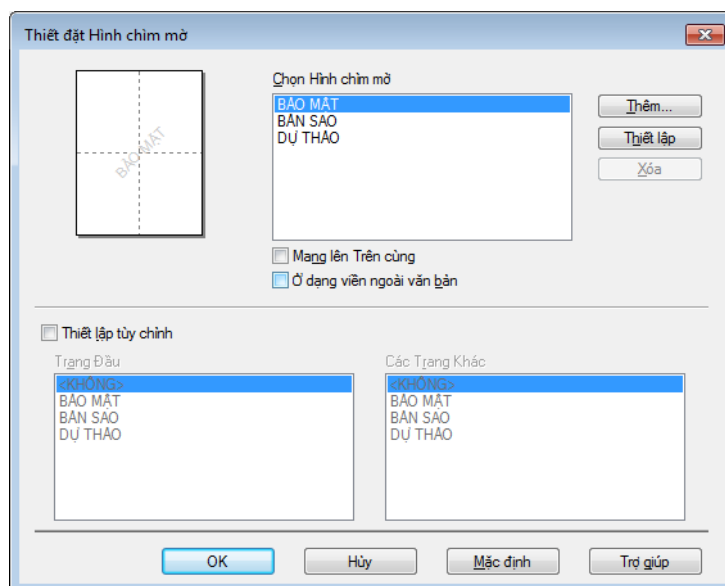 Thiết đặt Hình chìm mờ
BẢO MẬT
Chọn Hình chìm mờ
BẢO MẬT
BẢN SAO
DỰ THẢO
Thêm...
Thiết lập
Xóa
Mang lên Trên cùng
Ở dạng viền ngoài văn bản
Thiết lập tùy chỉnh
Trang Đầu
<KHÔNG>
BẢO MẬT
BẢN SAO
DỰ THẢO
Các Trang Khác
<KHÔNG>
BẢO MẬT
BẢN SAO
DỰ THẢO
OK
Hủy
Mặc định
Trợ giúp